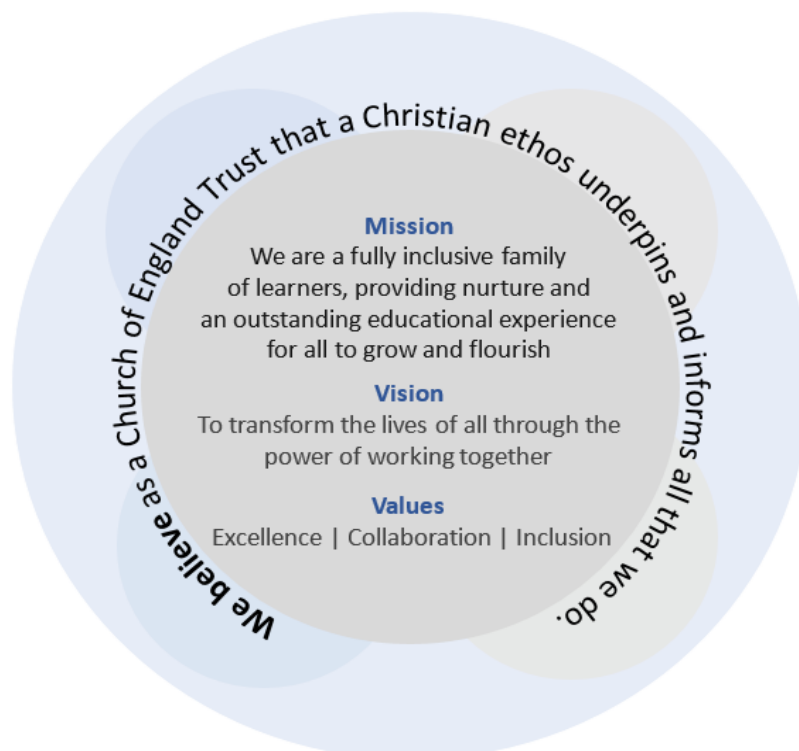 We believe as a Church of England Trust that a Christian ethos underpins and informs all that we do.
Mission
We are a fully inclusive family
of learners, providing nurture and
an outstanding educational experience
for all to grow and flourish
Vision
To transform the lives of all through the
power of working together
Values
Excellence | Collaboration | Inclusion